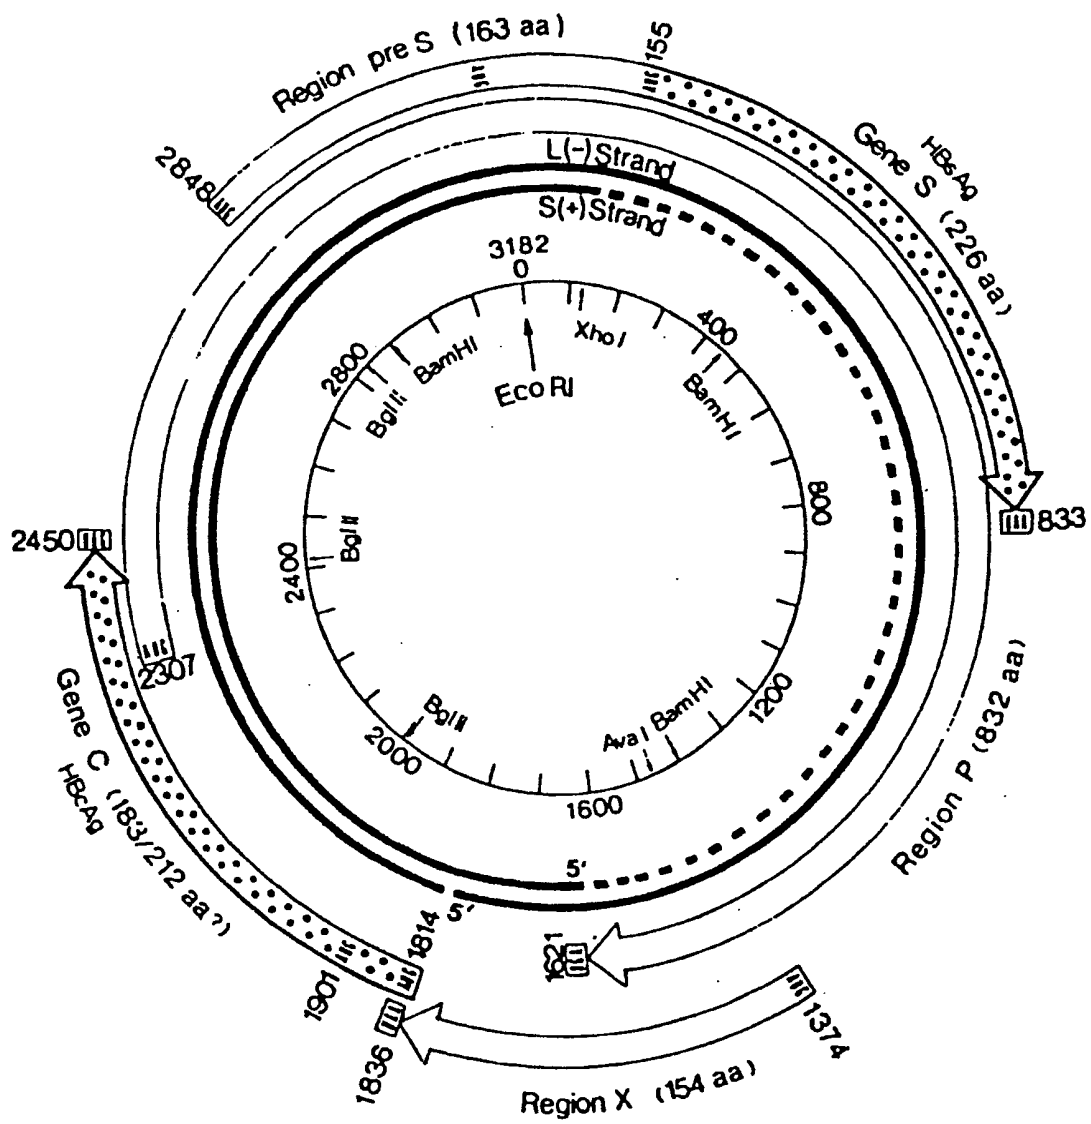 Region pre S (163 aa)
155
Gene S (226 aa)
HBsAg
2848
L(-)Strand
S(+)Strand
3182
0
XhoI
400
BamHI
EcoRI
BamHI
2800
BglII
800
833
2450
BglII
2400
2307
Gene C (183/212 aa?)
HBcAg
BglII
2000
AvaI
BamHI
1200
1600
Region P (832 aa)
5'
5'
1814
1901
1621
1836
1374
Region X (154 aa)